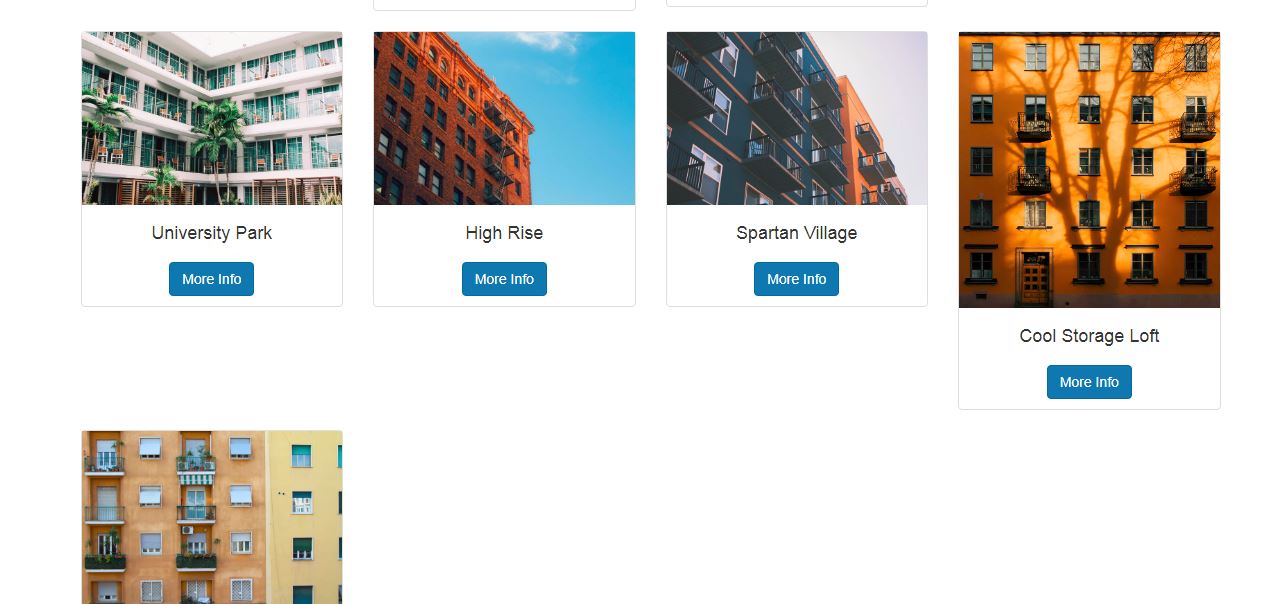 University Park
More Info
High Rise
More Info
Spartan Village
More Info
Cool Storage Loft
More Info